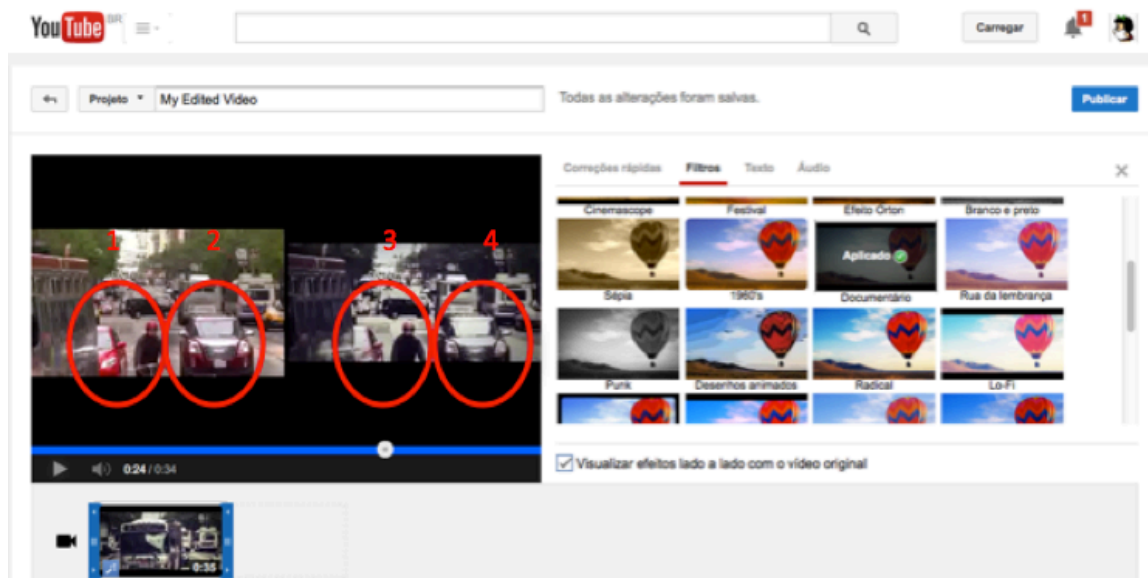 YouTube BR
Carregar
1
Projeto
My Edited Video
Todas as alterações foram salvas.
Publicar
Correções rápidas Filtros Texto Áudio
1 2 3 4
Cinemascope Festival Efeito Orton Branco e preto
Aplicado
Sépia 1960's Documentário Rua da lembrança
Punk Desenhos animados Radical Lo-Fi
0:24 / 0:34
Visualizar efeitos lado a lado com o vídeo original
0:35